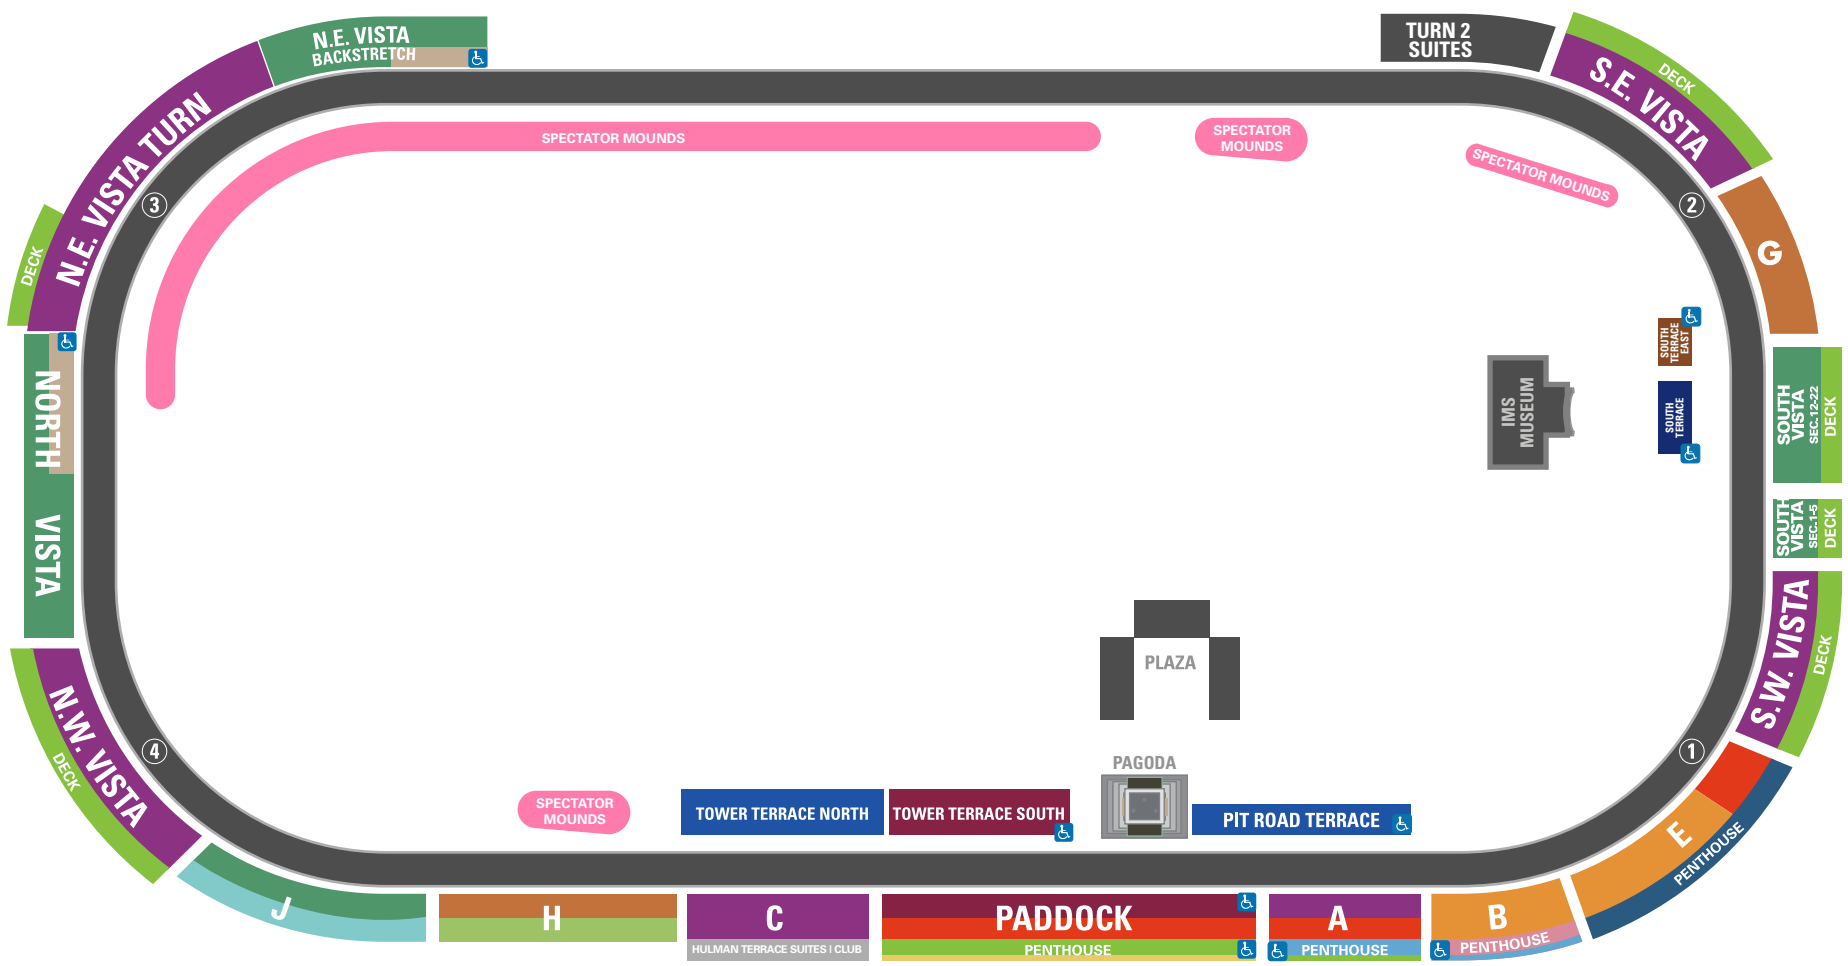 N.E. VISTA
BACKSTRETCH
TURN 2
SUITES
DECK
S.E. VISTA
N.E. VISTA TURN
DECK
SPECTATOR MOUNDS
SPECTATOR
MOUNDS
SPECTATOR MOUNDS
3
2
G
SOUTH
TERRACE
EAST
SOUTH
TERRACE
IMS
MUSEUM
SOUTH
VISTA
SEC. 12-22
DECK
NORTH VISTA
SOUTH
VISTA
SEC. 1-5
DECK
S.W. VISTA
DECK
PLAZA
N.W. VISTA
DECK
4
1
PAGODA
SPECTATOR
MOUNDS
TOWER TERRACE NORTH
TOWER TERRACE SOUTH
PIT ROAD TERRACE
E
PENTHOUSE
J
H
C
HULMAN TERRACE SUITES | CLUB
PADDOCK
PENTHOUSE
A
PENTHOUSE
B
PENTHOUSE